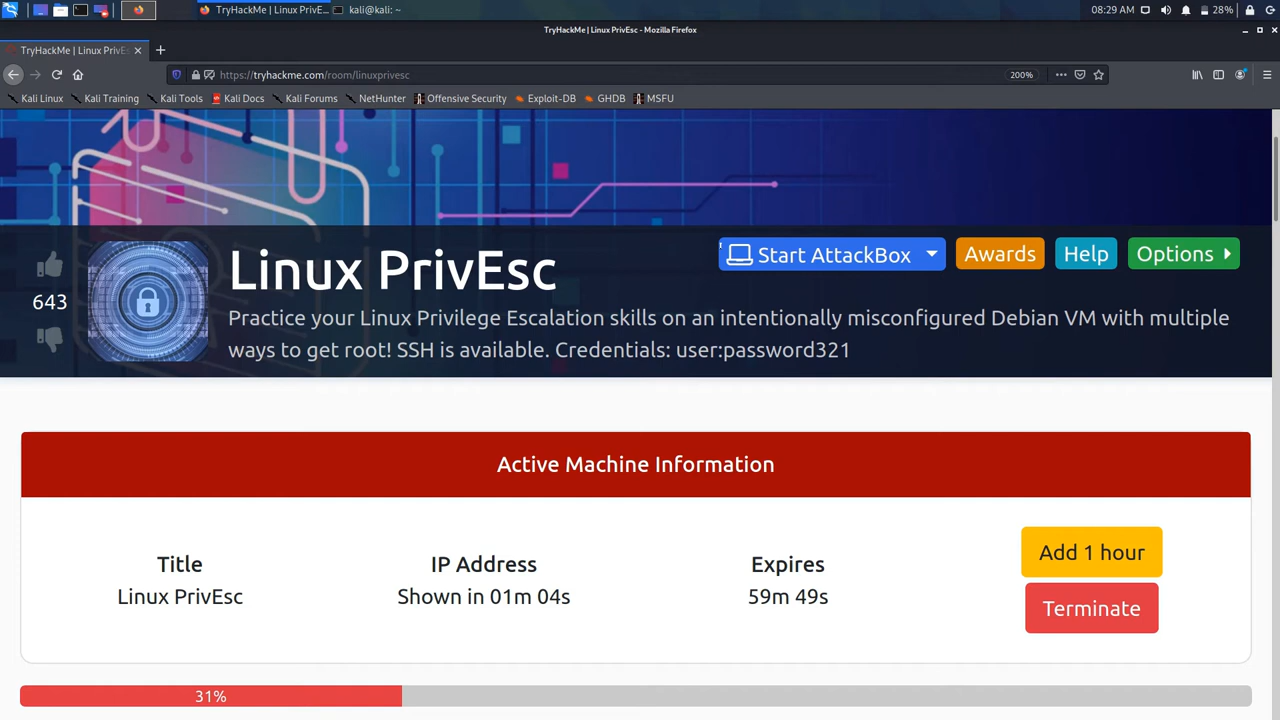 TryHackMe | Linux PrivE...
kali@kali: ~
08:29 AM
28%
TryHackMe | Linux PrivEsc - Mozilla Firefox
TryHackMe | Linux PrivEsc
https://tryhackme.com/room/linuxprivesc
200%
Kali Linux
Kali Training
Kali Tools
Kali Docs
Kali Forums
NetHunter
Offensive Security
Exploit-DB
GHDB
MSFU
Linux PrivEsc
Start AttackBox
Awards
Help
Options
643
Practice your Linux Privilege Escalation skills on an intentionally misconfigured Debian VM with multiple
ways to get root! SSH is available. Credentials: user:password321
Active Machine Information
Title
IP Address
Expires
Add 1 hour
Linux PrivEsc
Shown in 01m 04s
59m 49s
Terminate
31%